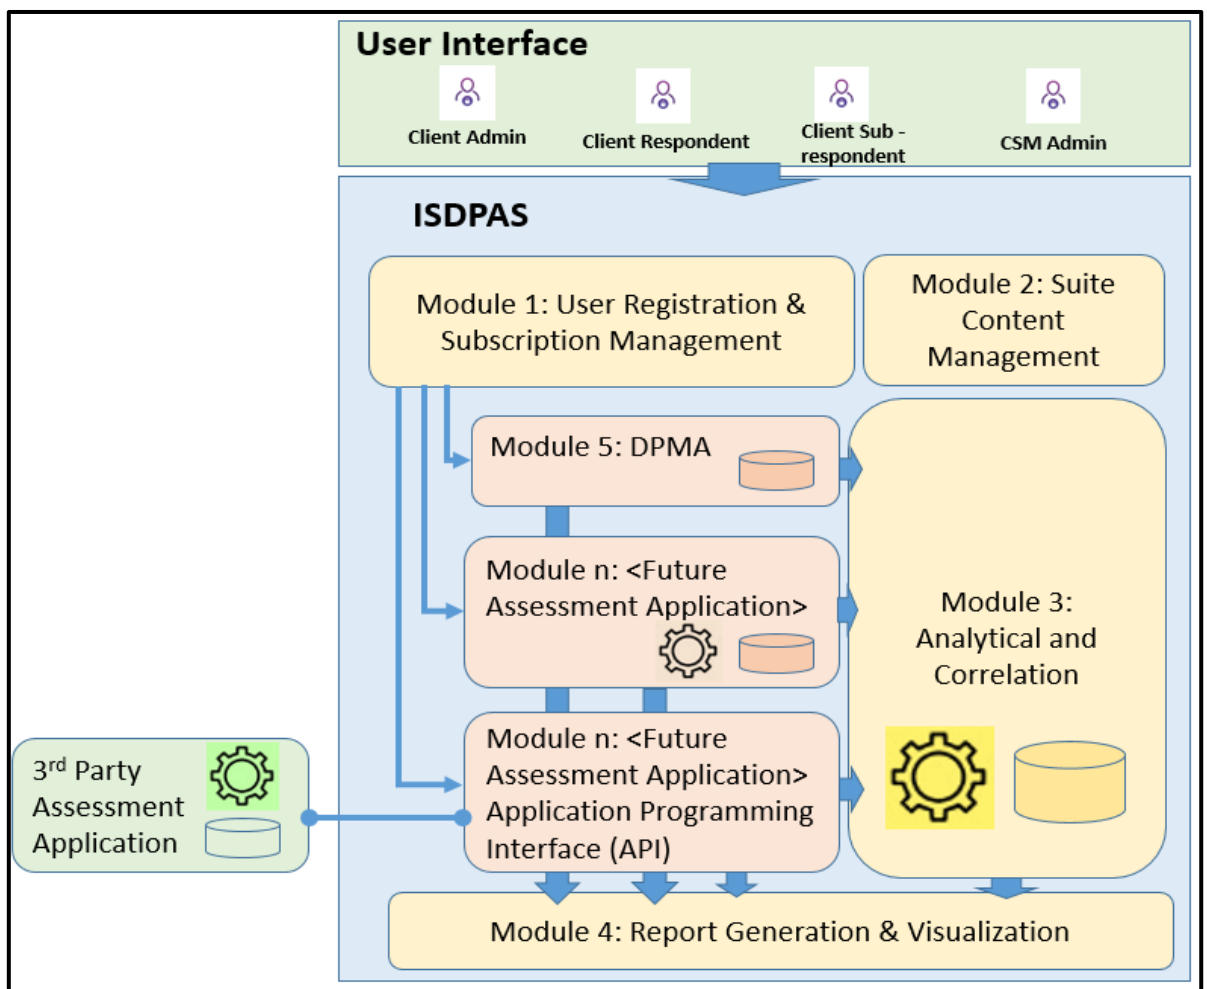 User Interface
Client Admin
Client Respondent
Client Sub -
respondent
CSM Admin
ISDPAS
Module 1: User Registration &
Subscription Management
Module 2: Suite
Content
Management
Module 5: DPMA
Module n: <Future
Assessment Application>
Module 3:
Analytical and
Correlation
Module n: <Future
Assessment Application>
Application Programming
Interface (API)
3rd Party
Assessment
Application
Module 4: Report Generation & Visualization